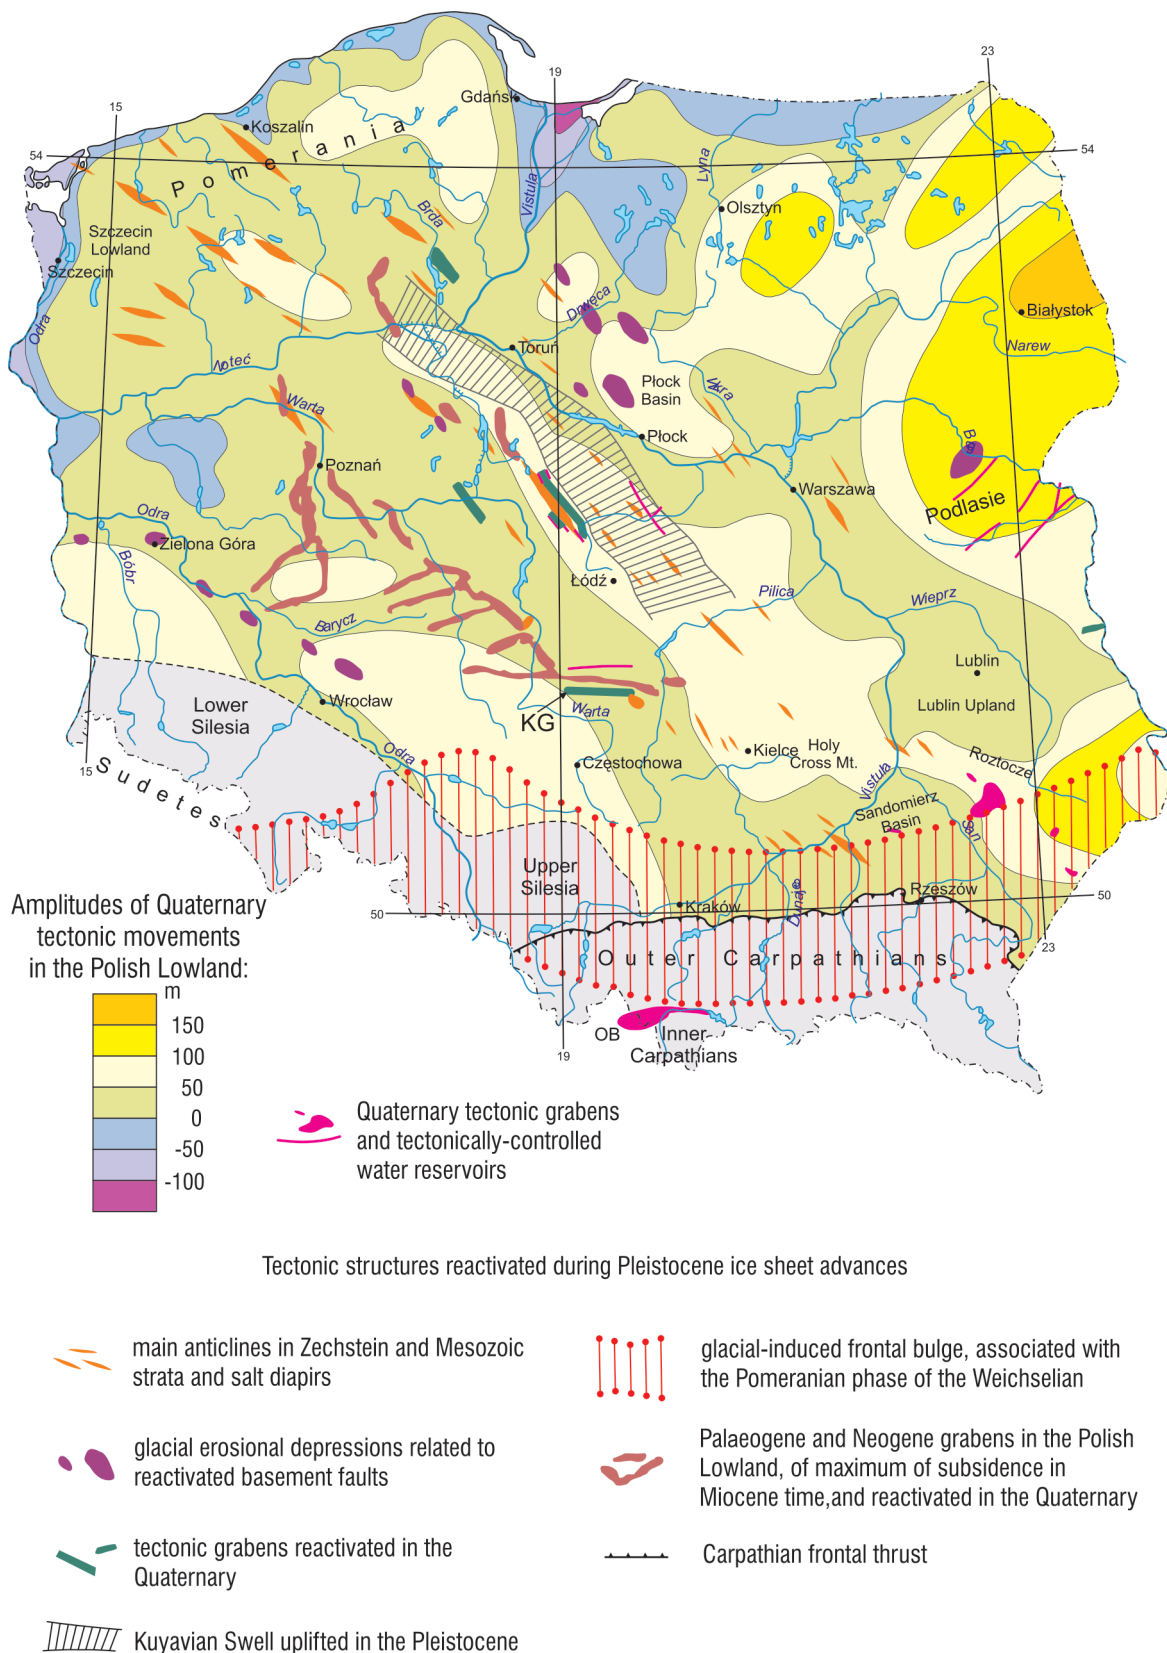 19
23
Gdańsk
15
Koszalin
54
54
Pomerania
Lyna
Vistula
Brda
Olsztyn
Szczecin
Lowland
Szczecin
Odra
Drwęca
Białystok
Toruń
Narew
Noteć
Płock
Basin
Wkra
Warta
Płock
Bug
Poznań
Warszawa
Podlasie
Odra
Zielona Góra
Bóbr
Łódź
Pilica
Wieprz
Barycz
Lublin
Lower
Silesia
Wrocław
Lublin Upland
KG
Warta
Odra
Kielce
Holy
Cross Mt.
Roztocze
Częstochowa
15
Sudetes
Vistula
Sandomierz
Basin
San
Upper
Silesia
Rzeszów
50
Kraków
Dunajec
50
23
Outer Carpathians
OB
Inner
Carpathians
19
Amplitudes of Quaternary
tectonic movements
in the Polish Lowland:
m
150
100
50
0
-50
-100
Quaternary tectonic grabens
and tectonically-controlled
water reservoirs
Tectonic structures reactivated during Pleistocene ice sheet advances
main anticlines in Zechstein and Mesozoic
strata and salt diapirs
glacial-induced frontal bulge, associated with
the Pomeranian phase of the Weichselian
glacial erosional depressions related to
reactivated basement faults
Palaeogene and Neogene grabens in the Polish
Lowland, of maximum of subsidence in
Miocene time,and reactivated in the Quaternary
tectonic grabens reactivated in the
Quaternary
Carpathian frontal thrust
Kuyavian Swell uplifted in the Pleistocene